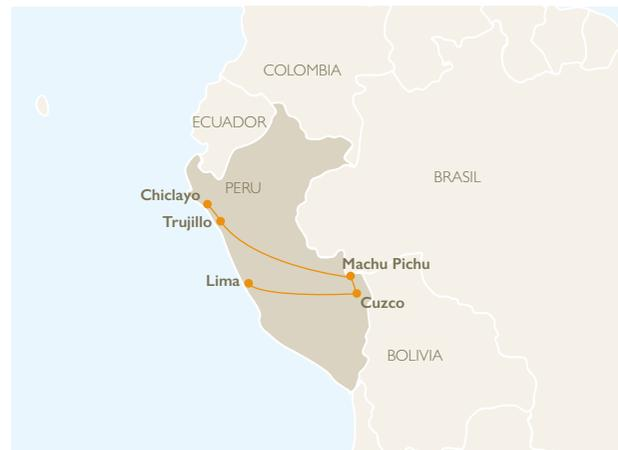 COLOMBIA
ECUADOR
BRASIL
PERU
Chiclayo
Trujillo
Machu Pichu
Lima
Cuzco
BOLIVIA